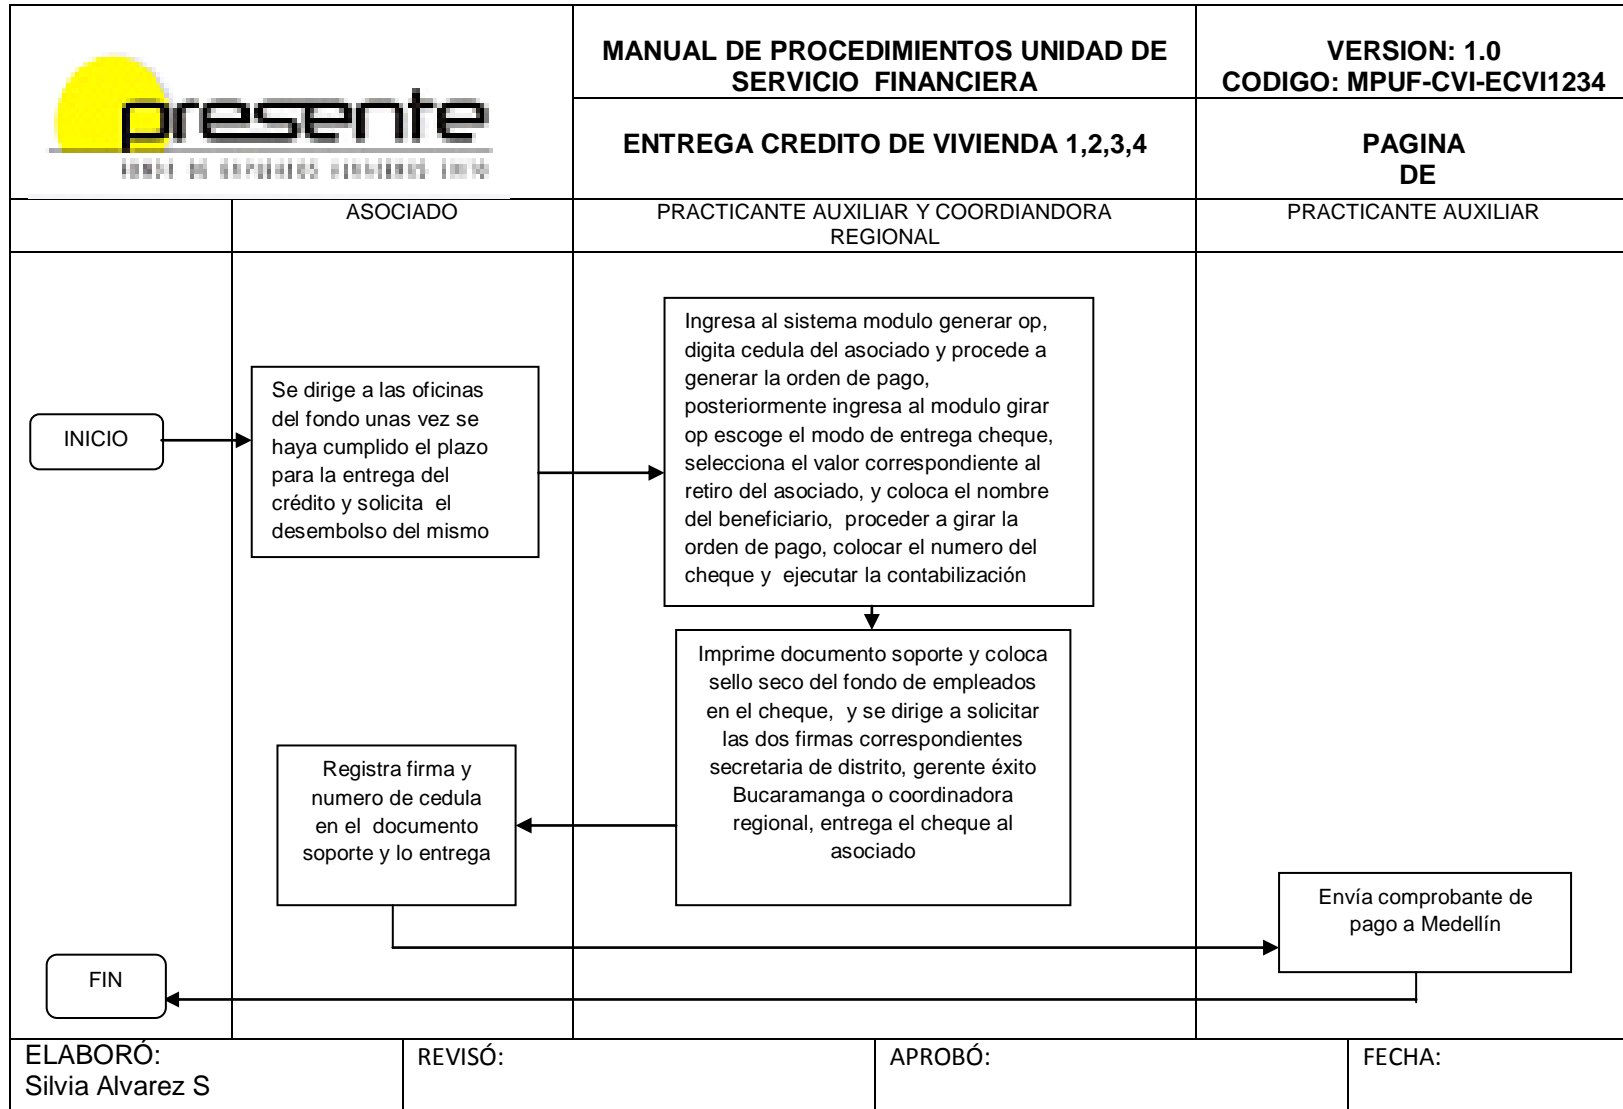 presente
MANUAL DE PROCEDIMIENTOS UNIDAD DE
SERVICIO FINANCIERA
VERSION: 1.0
CODIGO: MPUF-CVI-ECVI1234
ENTREGA CREDITO DE VIVIENDA 1,2,3,4
PAGINA
DE
ASOCIADO
PRACTICANTE AUXILIAR Y COORDIANDORA
REGIONAL
PRACTICANTE AUXILIAR
INICIO
Se dirige a las oficinas
del fondo unas vez se
haya cumplido el plazo
para la entrega del
crédito y solicita el
desembolso del mismo
Ingresa al sistema modulo generar op,
digita cedula del asociado y procede a
generar la orden de pago,
posteriormente ingresa al modulo girar
op escoge el modo de entrega cheque,
selecciona el valor correspondiente al
retiro del asociado, y coloca el nombre
del beneficiario, proceder a girar la
orden de pago, colocar el numero del
cheque y ejecutar la contabilización
Imprime documento soporte y coloca
sello seco del fondo de empleados
en el cheque, y se dirige a solicitar
las dos firmas correspondientes
secretaria de distrito, gerente éxito
Bucaramanga o coordinadora
regional, entrega el cheque al
asociado
Registra firma y
numero de cedula
en el documento
soporte y lo entrega
Envía comprobante de
pago a Medellín
FIN
ELABORÓ:
Silvia Alvarez S
REVISÓ:
APROBÓ:
FECHA: